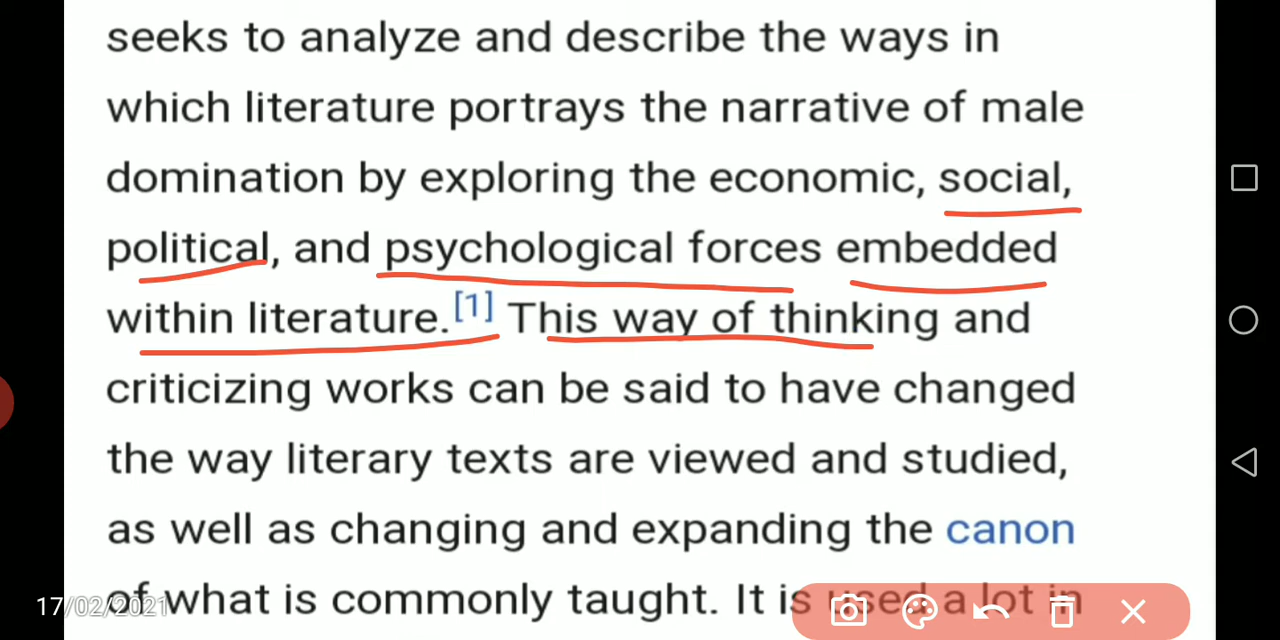 seeks to analyze and describe the ways in
which literature portrays the narrative of male
domination by exploring the economic, social,
political, and psychological forces embedded
within literature.[1] This way of thinking and
criticizing works can be said to have changed
the way literary texts are viewed and studied,
as well as changing and expanding the canon
of what is commonly taught. It is used a lot in
17/02/2021